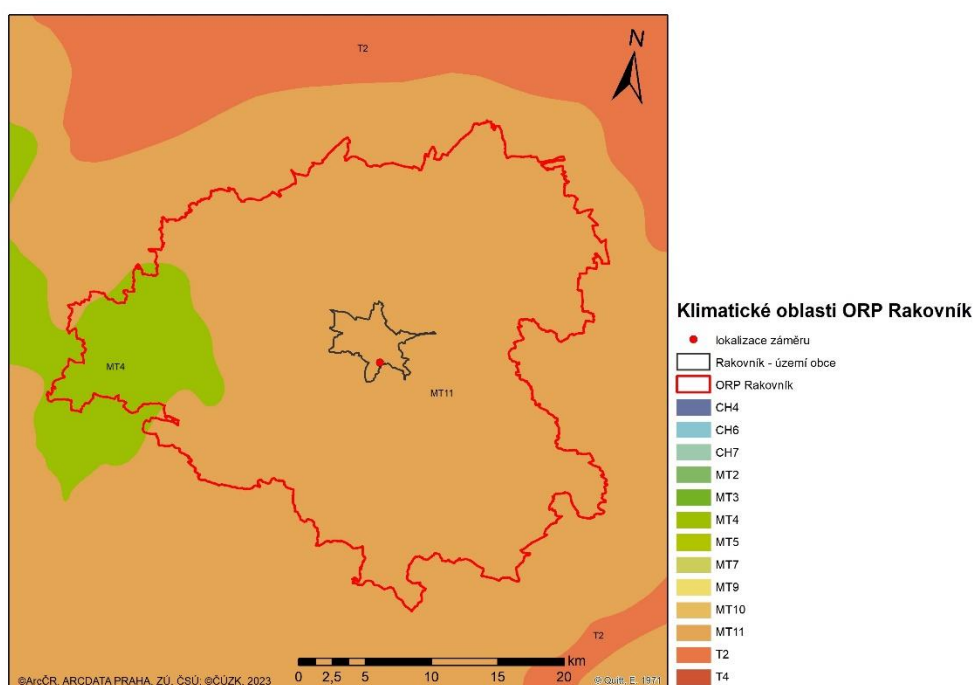 T2
N
MT4
MT11
T2
km
0 2,5 5 10 15 20
©ArcČR, ARCDATA PRAHA, ZÚ, ČSÚ; ©ČÚZK, 2023
© Quitt, E. 1971
Klimatické oblasti ORP Rakovník
lokalizace záměru
Rakovník - území obce
ORP Rakovník
CH4
CH6
CH7
MT2
MT3
MT4
MT5
MT7
MT9
MT10
MT11
T2
T4